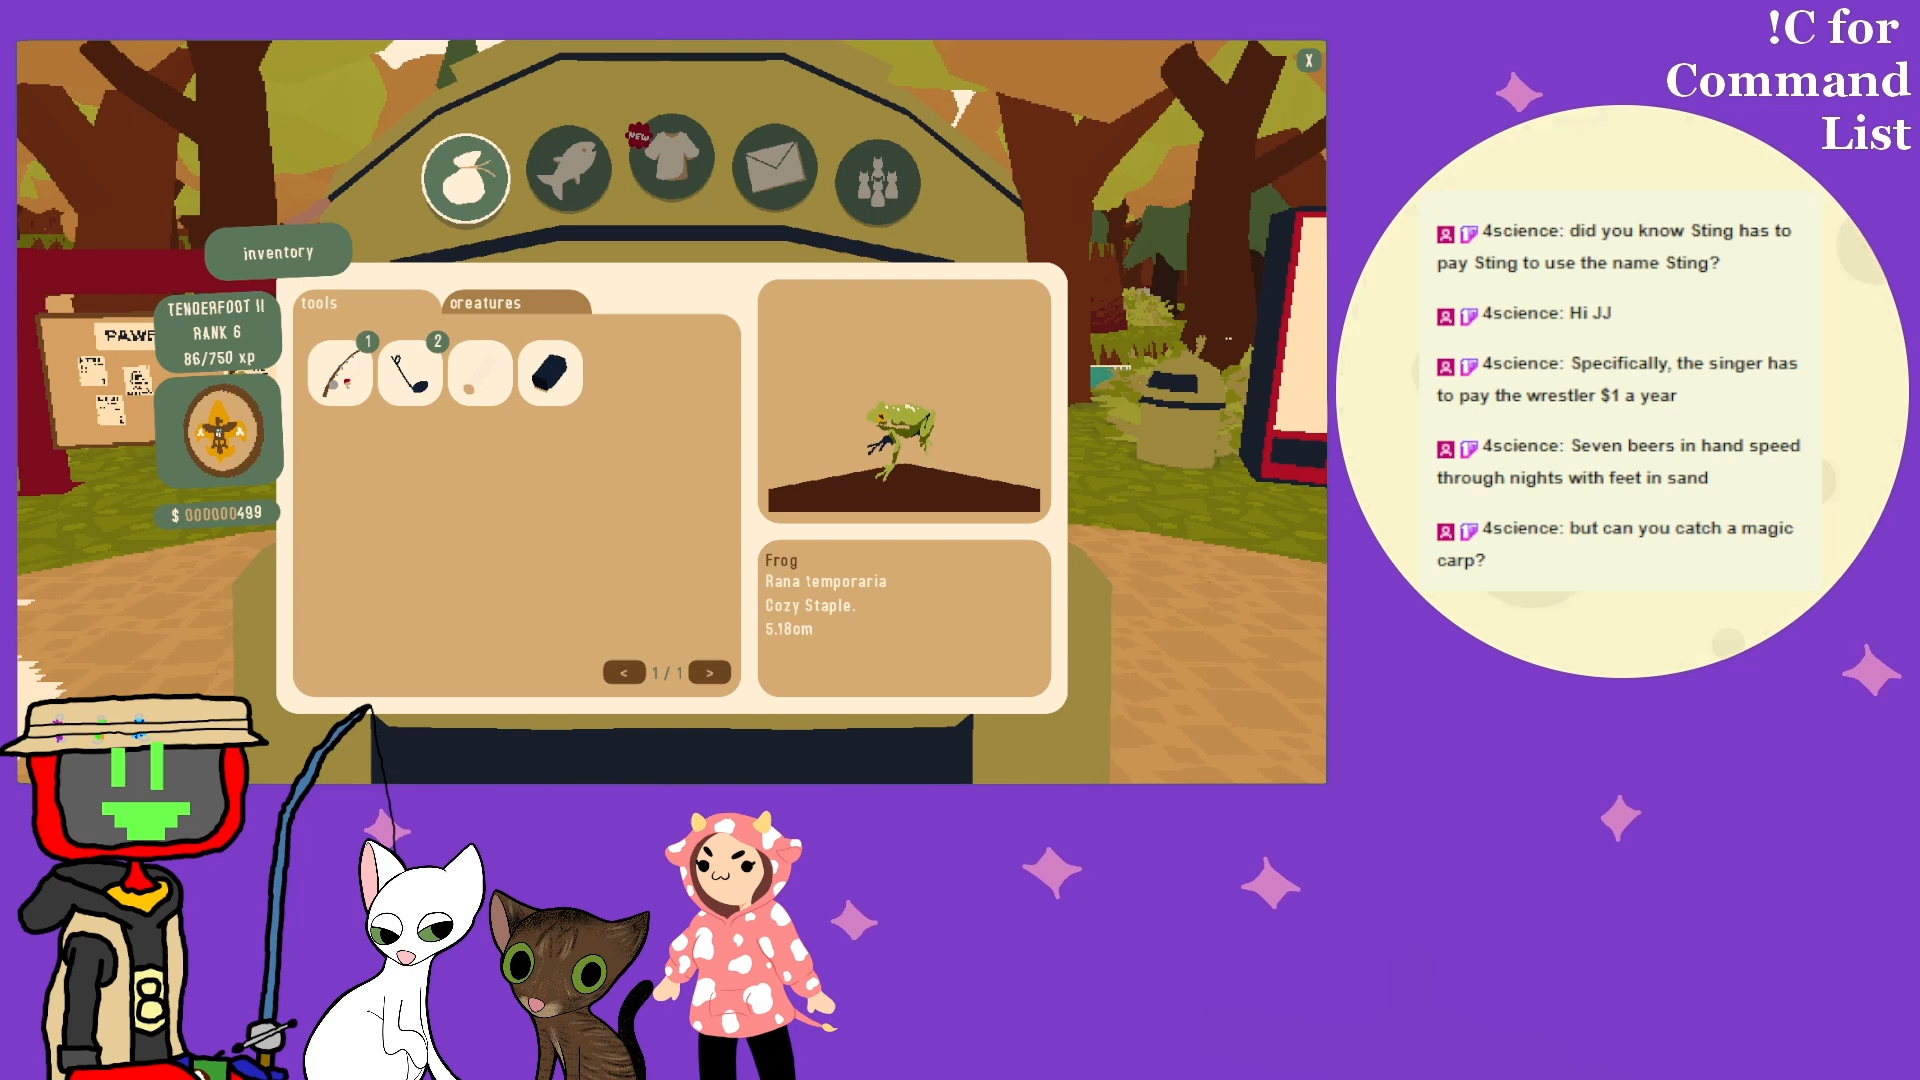 !C for
Command
List
X
NEW
inventory
TENDERFOOT II
RANK 6
86/750 xp
$ 000000499
tools
creatures
1
2
< 1/1 >
Frog
Rana temporaria
Cozy Staple.
5.18cm
4science: did you know Sting has to
pay Sting to use the name Sting?
4science: Hi JJ
4science: Specifically, the singer has
to pay the wrestler $1 a year
4science: Seven beers in hand speed
through nights with feet in sand
4science: but can you catch a magic
carp?
8